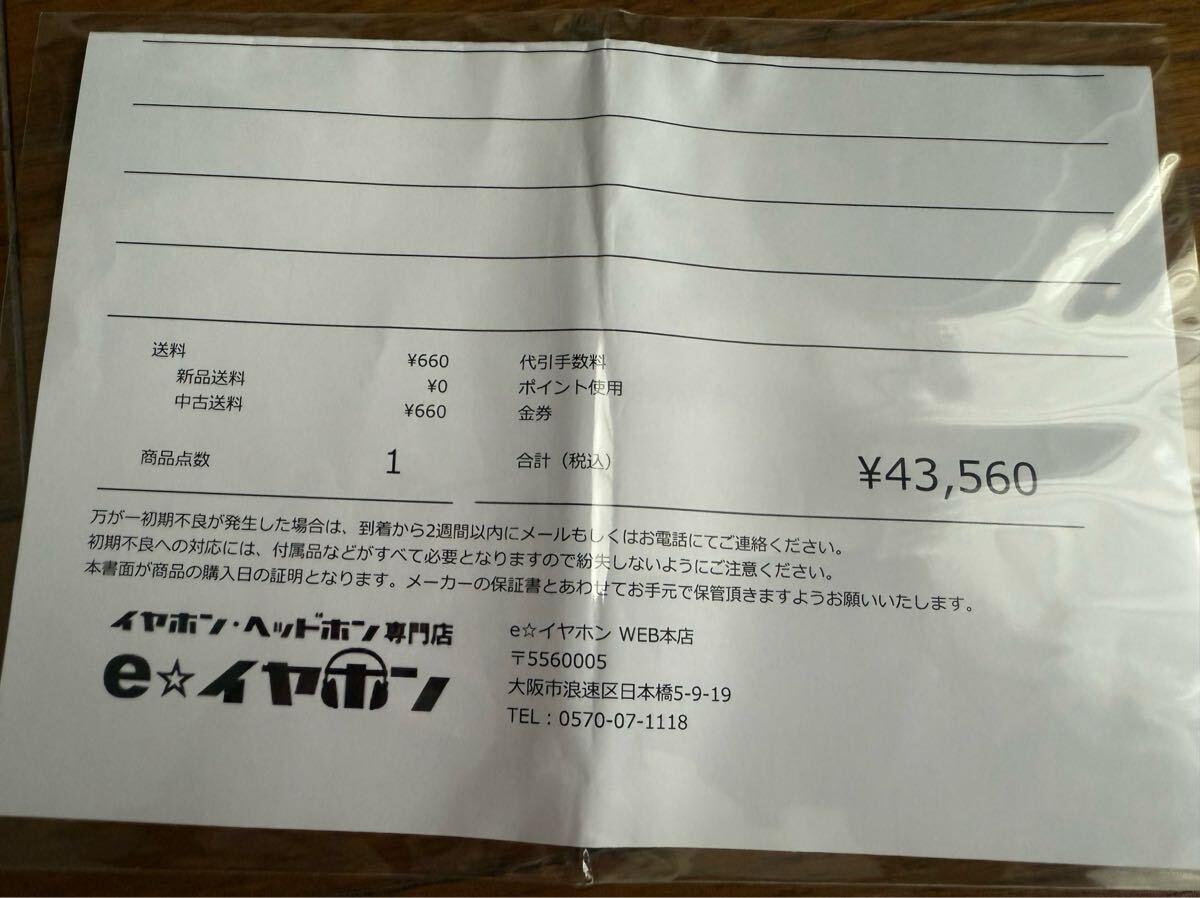 送料 ¥660 代引手数料
新品送料 ¥0 ポイント使用
中古送料 ¥660 金券
商品点数 1 合計（税込） ¥43,560
万が一初期不良が発生した場合は、到着から2週間以内にメールもしくはお電話にてご連絡ください。
初期不良への対応には、付属品などがすべて必要となりますので紛失しないようにご注意ください。
本書面が商品の購入日の証明となります。メーカーの保証書とあわせてお手元で保管頂きますようお願いいたします。
イヤホン・ヘッドホン専門店
e☆イヤホン
e☆イヤホン WEB本店
〒5560005
大阪市浪速区日本橋5-9-19
TEL：0570-07-1118